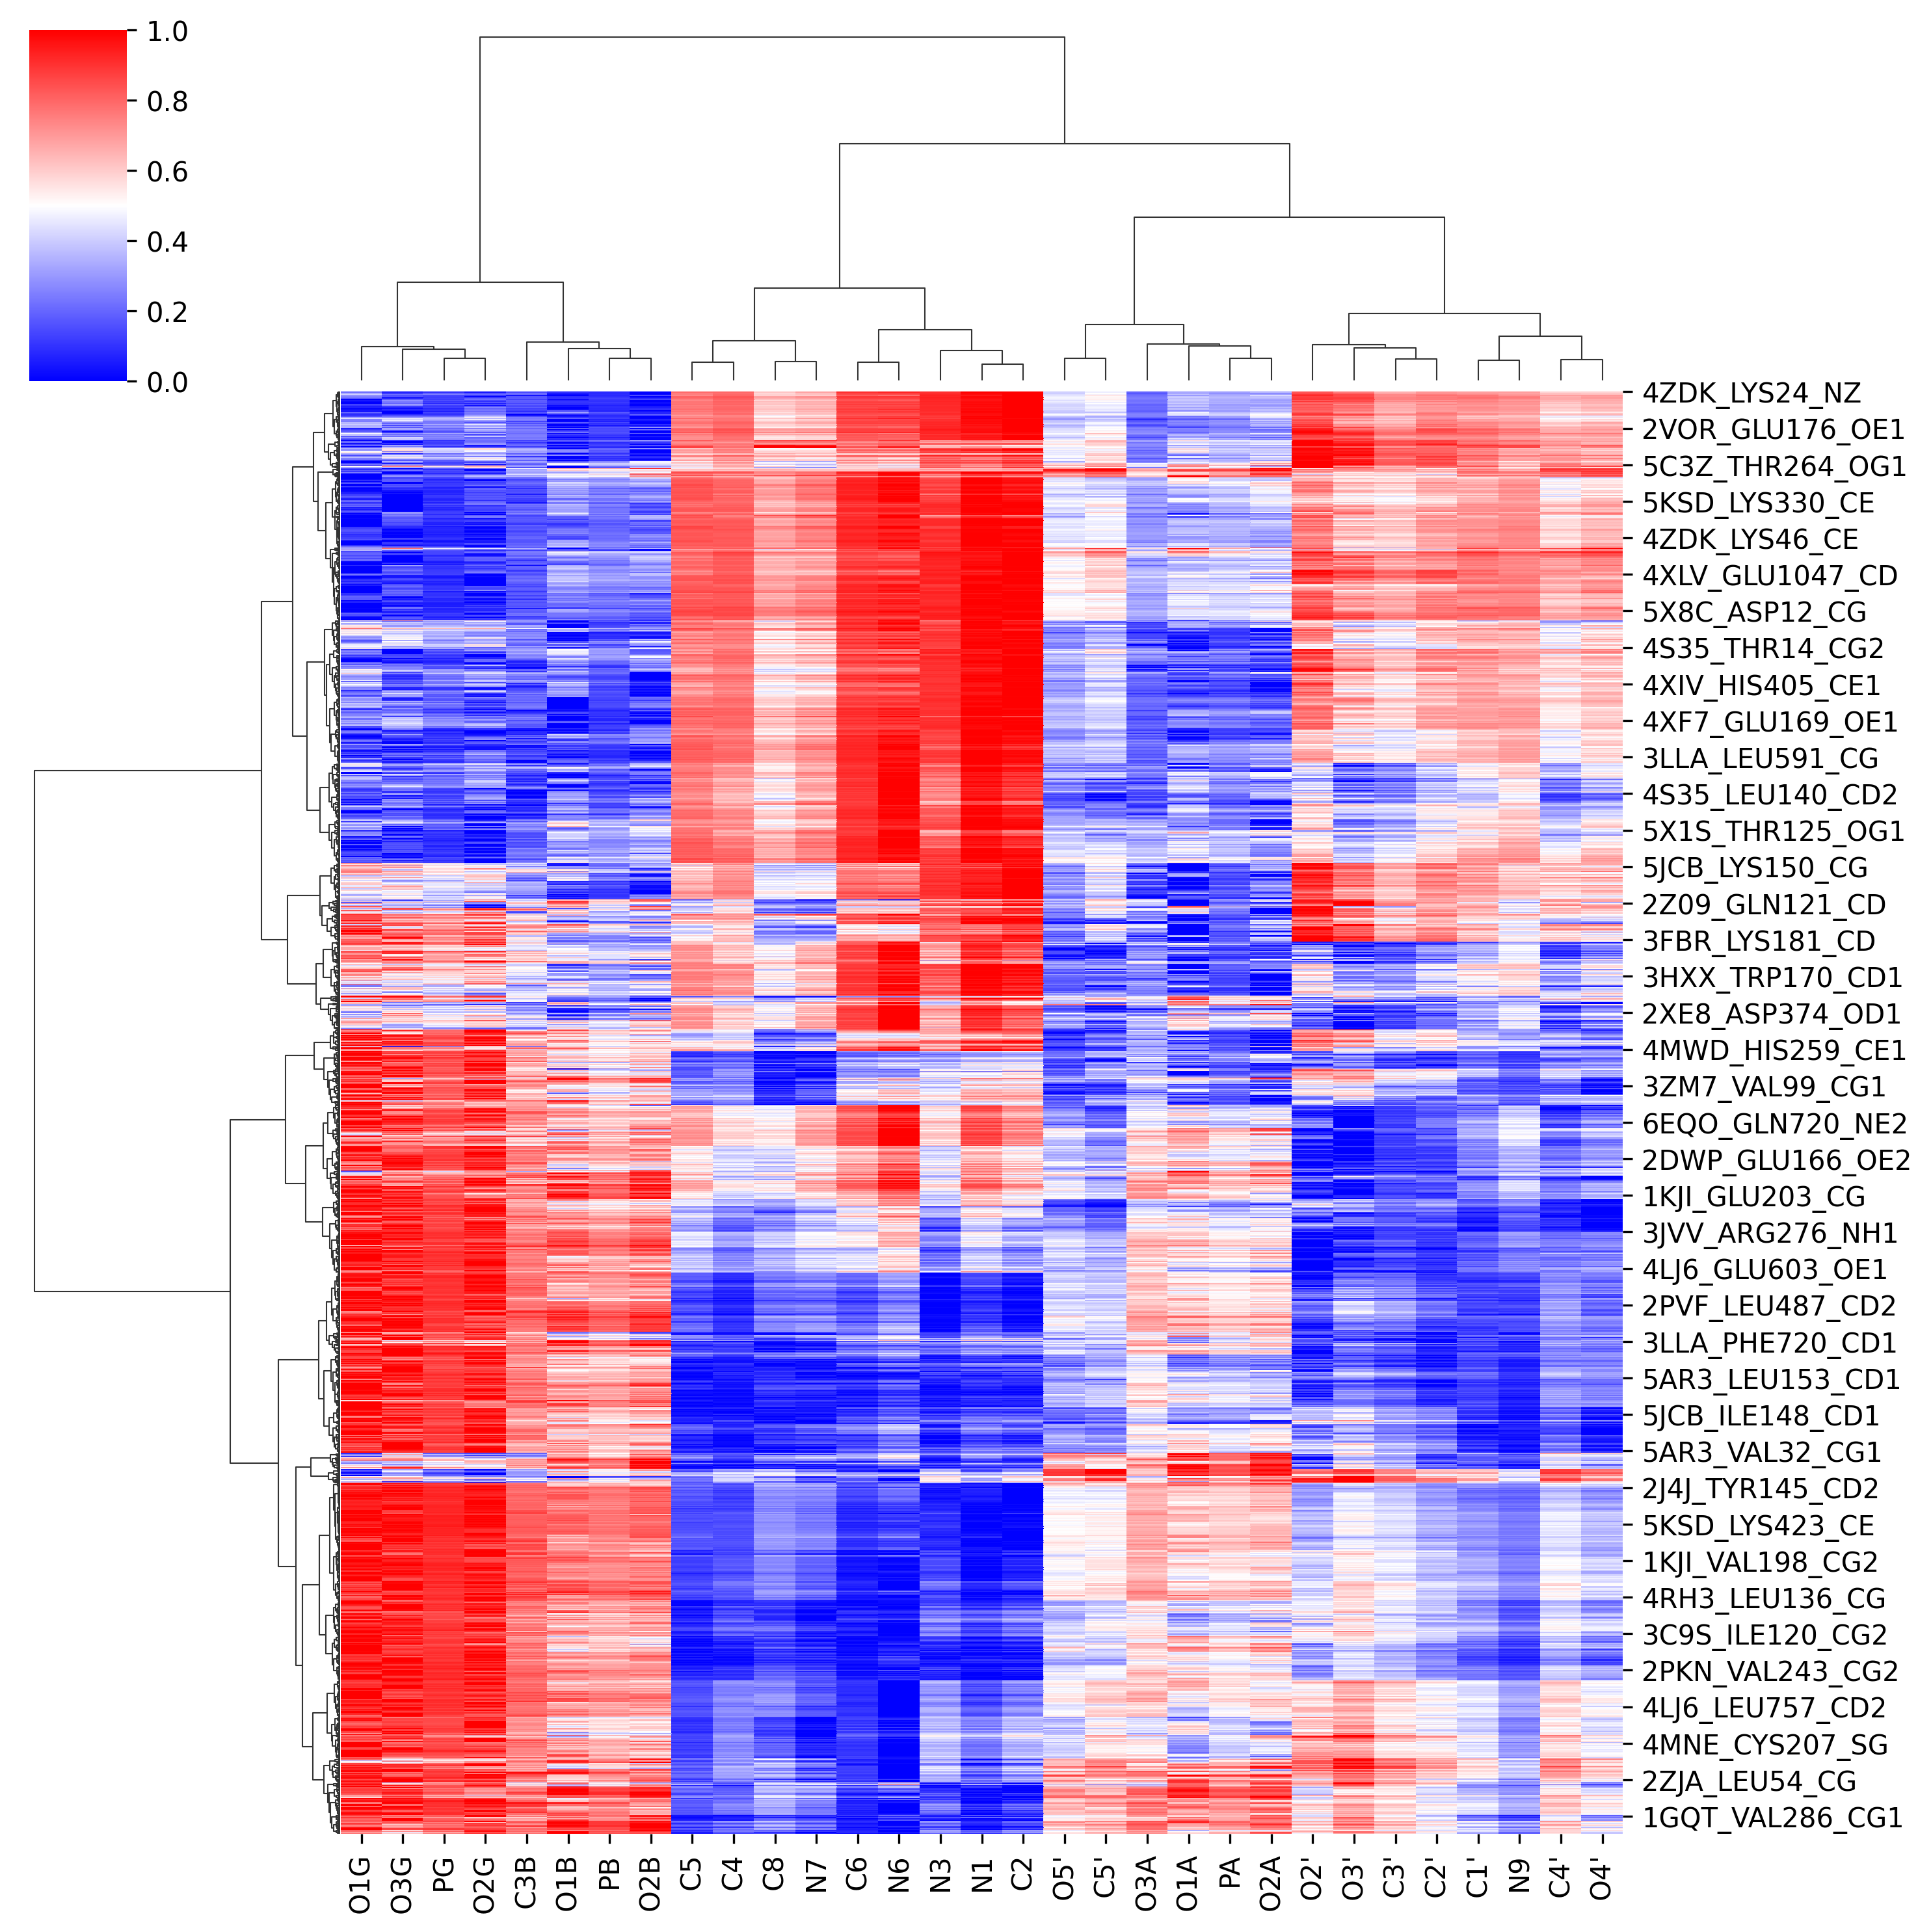 1.0
0.8
0.6
0.4
0.2
0.0
4ZDK_LYS24_NZ
2VOR_GLU176_OE1
5C3Z_THR264_OG1
5KSD_LYS330_CE
4ZDK_LYS46_CE
4XLV_GLU1047_CD
5X8C_ASP12_CG
4S35_THR14_CG2
4XIV_HIS405_CE1
4XF7_GLU169_OE1
3LLA_LEU591_CG
4S35_LEU140_CD2
5X1S_THR125_OG1
5JCB_LYS150_CG
2Z09_GLN121_CD
3FBR_LYS181_CD
3HXX_TRP170_CD1
2XE8_ASP374_OD1
4MWD_HIS259_CE1
3ZM7_VAL99_CG1
6EQO_GLN720_NE2
2DWP_GLU166_OE2
1KJI_GLU203_CG
3JVV_ARG276_NH1
4LJ6_GLU603_OE1
2PVF_LEU487_CD2
3LLA_PHE720_CD1
5AR3_LEU153_CD1
5JCB_ILE148_CD1
5AR3_VAL32_CG1
2J4J_TYR145_CD2
5KSD_LYS423_CE
1KJI_VAL198_CG2
4RH3_LEU136_CG
3C9S_ILE120_CG2
2PKN_VAL243_CG2
4LJ6_LEU757_CD2
4MNE_CYS207_SG
2ZJA_LEU54_CG
1GQT_VAL286_CG1
O1G
O3G
PG
O2G
C3B
O1B
PB
O2B
C5
C4
C8
N7
C6
N6
N3
N1
C2
O5'
C5'
O3A
O1A
PA
O2A
O2'
O3'
C3'
C2'
C1'
N9
C4'
O4'